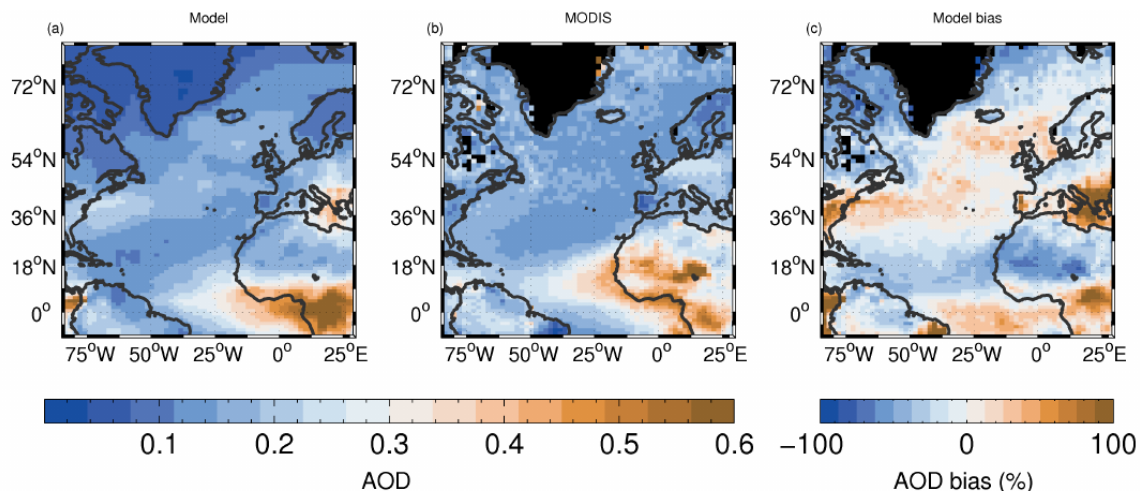 Model
MODIS
Model bias
(a)
(b)
(c)
72°N
54°N
36°N
18°N
0°
72°N
54°N
36°N
18°N
0°
72°N
54°N
36°N
18°N
0°
75°W 50°W 25°W 0° 25°E
75°W 50°W 25°W 0° 25°E
75°W 50°W 25°W 0° 25°E
0.1 0.2 0.3 0.4 0.5 0.6
AOD
−100 0 100
AOD bias (%)